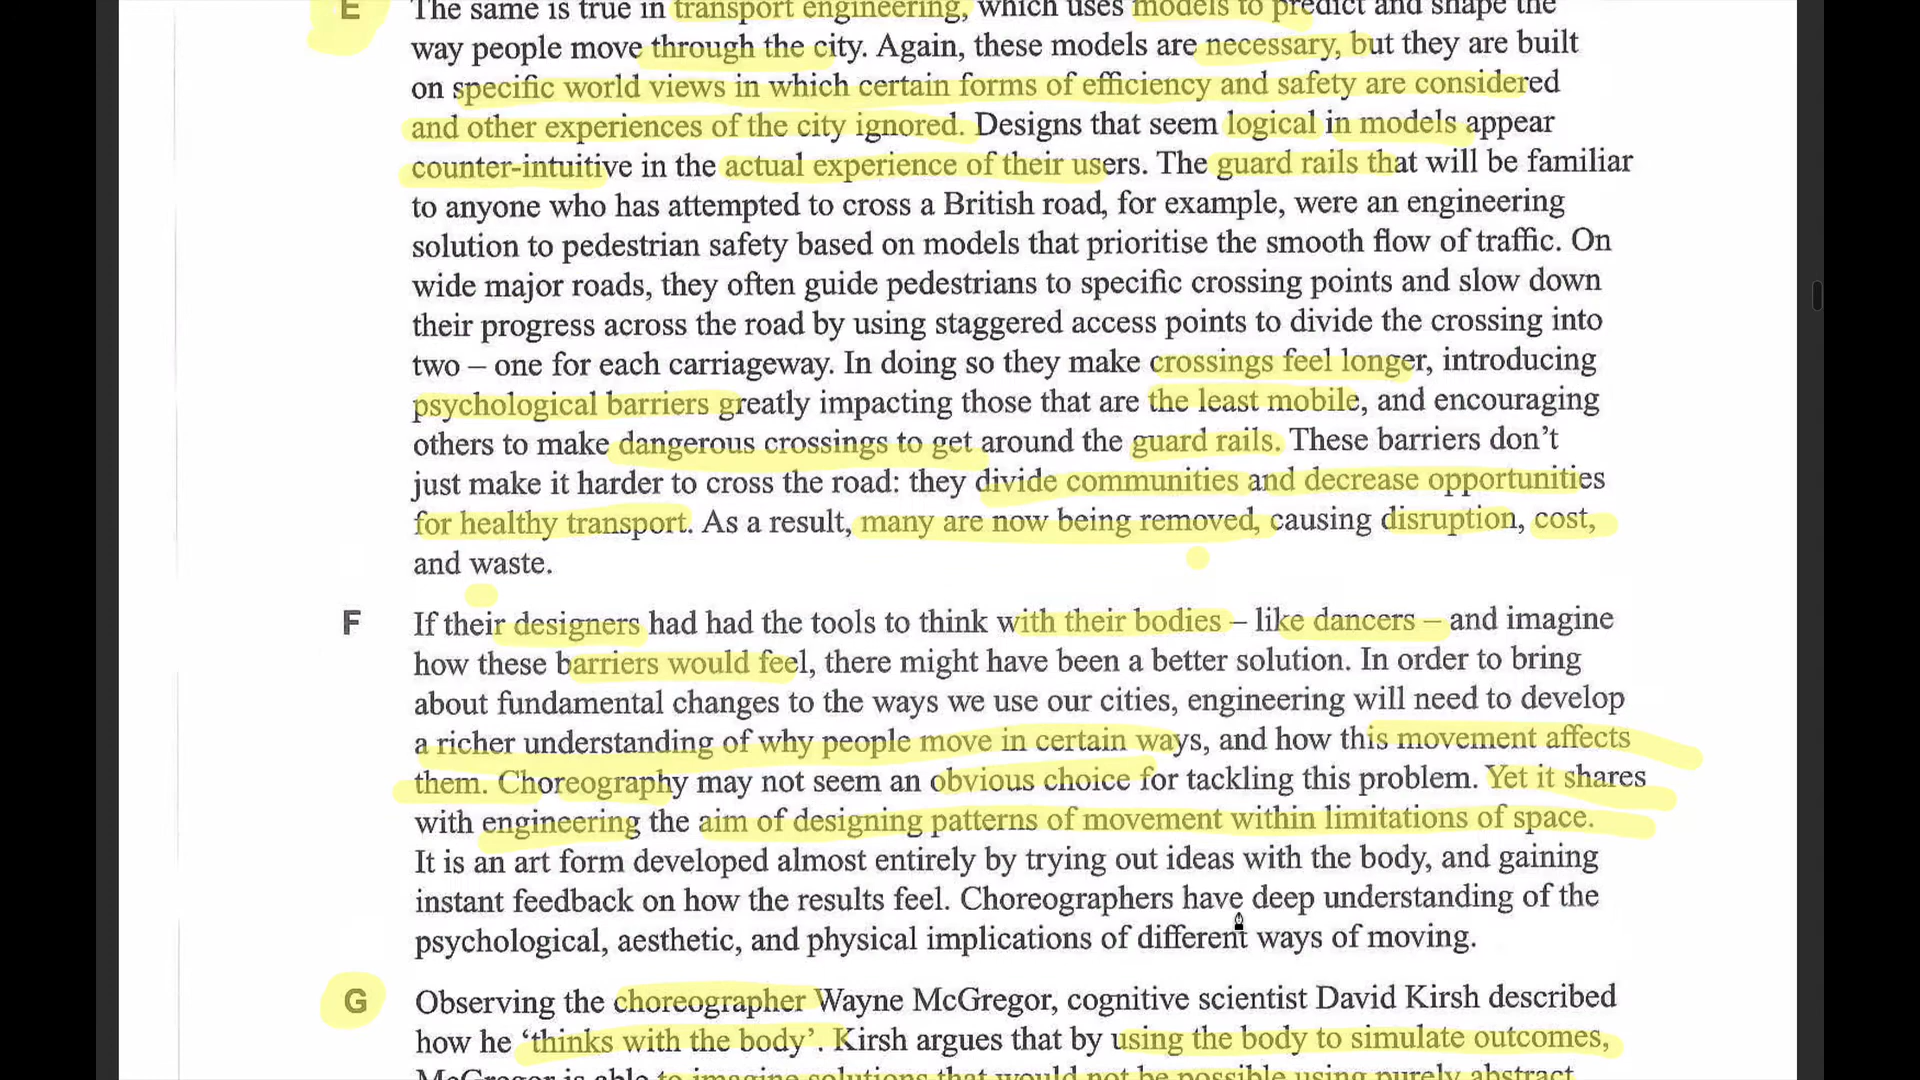 E The same is true in transport engineering, which uses models to predict and shape the
way people move through the city. Again, these models are necessary, but they are built
on specific world views in which certain forms of efficiency and safety are considered
and other experiences of the city ignored. Designs that seem logical in models appear
counter-intuitive in the actual experience of their users. The guard rails that will be familiar
to anyone who has attempted to cross a British road, for example, were an engineering
solution to pedestrian safety based on models that prioritise the smooth flow of traffic. On
wide major roads, they often guide pedestrians to specific crossing points and slow down
their progress across the road by using staggered access points to divide the crossing into
two – one for each carriageway. In doing so they make crossings feel longer, introducing
psychological barriers greatly impacting those that are the least mobile, and encouraging
others to make dangerous crossings to get around the guard rails. These barriers don't
just make it harder to cross the road: they divide communities and decrease opportunities
for healthy transport. As a result, many are now being removed, causing disruption, cost,
and waste.
F If their designers had had the tools to think with their bodies – like dancers – and imagine
how these barriers would feel, there might have been a better solution. In order to bring
about fundamental changes to the ways we use our cities, engineering will need to develop
a richer understanding of why people move in certain ways, and how this movement affects
them. Choreography may not seem an obvious choice for tackling this problem. Yet it shares
with engineering the aim of designing patterns of movement within limitations of space.
It is an art form developed almost entirely by trying out ideas with the body, and gaining
instant feedback on how the results feel. Choreographers have deep understanding of the
psychological, aesthetic, and physical implications of different ways of moving.
G Observing the choreographer Wayne McGregor, cognitive scientist David Kirsh described
how he 'thinks with the body'. Kirsh argues that by using the body to simulate outcomes,
McGregor is able to imagine solutions that would not be possible using purely abstract